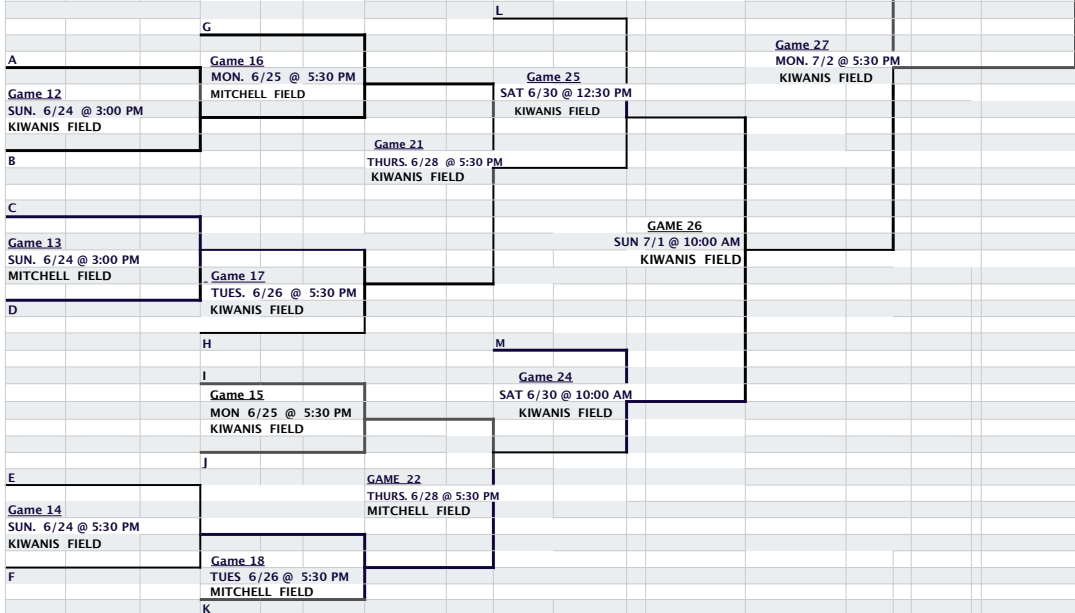 L
G
Game 27
MON. 7/2 @ 5:30 PM
KIWANIS FIELD
A
Game 16
MON. 6/25 @ 5:30 PM
MITCHELL FIELD
Game 25
SAT 6/30 @ 12:30 PM
KIWANIS FIELD
Game 12
SUN. 6/24 @ 3:00 PM
KIWANIS FIELD
B
Game 21
THURS. 6/28 @ 5:30 PM
KIWANIS FIELD
C
GAME 26
SUN 7/1 @ 10:00 AM
KIWANIS FIELD
Game 13
SUN. 6/24 @ 3:00 PM
MITCHELL FIELD
Game 17
TUES. 6/26 @ 5:30 PM
KIWANIS FIELD
D
H
M
I
Game 24
SAT 6/30 @ 10:00 AM
KIWANIS FIELD
Game 15
MON 6/25 @ 5:30 PM
KIWANIS FIELD
J
E
GAME 22
THURS. 6/28 @ 5:30 PM
MITCHELL FIELD
Game 14
SUN. 6/24 @ 5:30 PM
KIWANIS FIELD
Game 18
TUES 6/26 @ 5:30 PM
MITCHELL FIELD
F
K